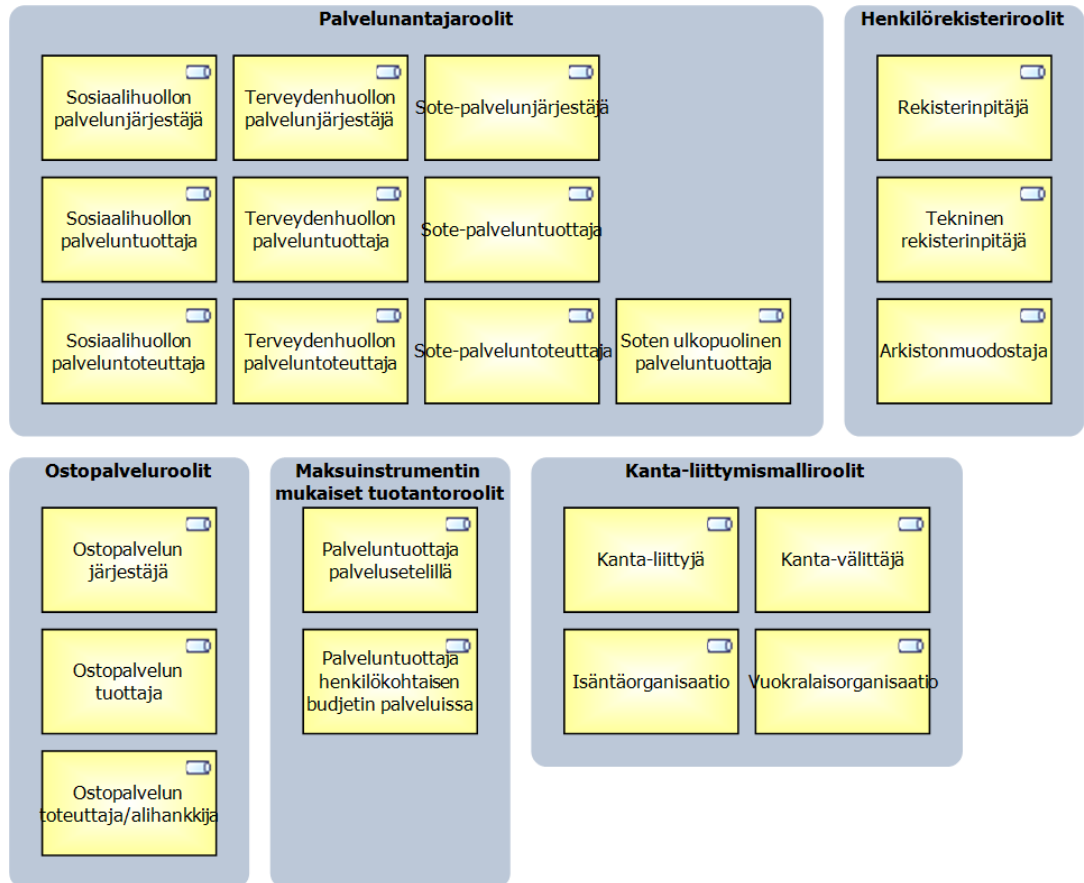 Palvelunantajaroolit
Sosiaalihuollon
palvelunjärjestäjä
Terveydenhuollon
palvelunjärjestäjä
Sote-palvelunjärjestäjä
Sosiaalihuollon
palveluntuottaja
Terveydenhuollon
palveluntuottaja
Sote-palveluntuottaja
Sosiaalihuollon
palveluntoteuttaja
Terveydenhuollon
palveluntoteuttaja
Sote-palveluntoteuttaja
Soten ulkopuolinen
palveluntuottaja
Henkilörekisteriroolit
Rekisterinpitäjä
Tekninen
rekisterinpitäjä
Arkistonmuodostaja
Ostopalveluroolit
Ostopalvelun
järjestäjä
Ostopalvelun
tuottaja
Ostopalvelun
toteuttaja/alihankkija
Maksuinstrumentin
mukaiset tuotantoroolit
Palveluntuottaja
palvelusetelillä
Palveluntuottaja
henkilökohtaisen
budjetin palveluissa
Kanta-liittymismalliroolit
Kanta-liittyjä
Kanta-välittäjä
Isäntäorganisaatio
Vuokralaisorganisaatio